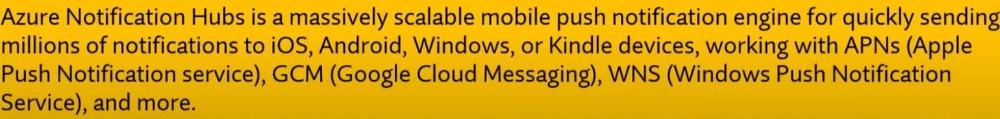 Azure Notification Hubs is a massively scalable mobile push notification engine for quickly sending
millions of notifications to iOS, Android, Windows, or Kindle devices, working with APNs (Apple
Push Notification service), GCM (Google Cloud Messaging), WNS (Windows Push Notification
Service), and more.